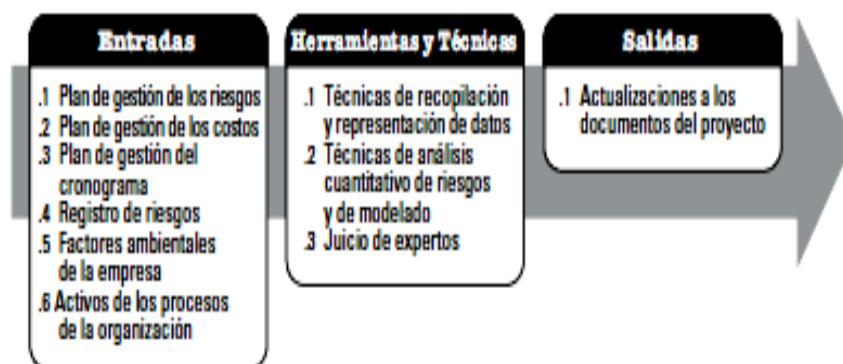 Entradas
.1 Plan de gestión de los riesgos
.2 Plan de gestión de los costos
.3 Plan de gestión del
cronograma
.4 Registro de riesgos
.5 Factores ambientales
de la empresa
.6 Activos de los procesos
de la organización
Herramientas y Técnicas
.1 Técnicas de recopilación
y representación de datos
.2 Técnicas de análisis
cuantitativo de riesgos
y de modelado
.3 Juicio de expertos
Salidas
.1 Actualizaciones a los
documentos del proyecto